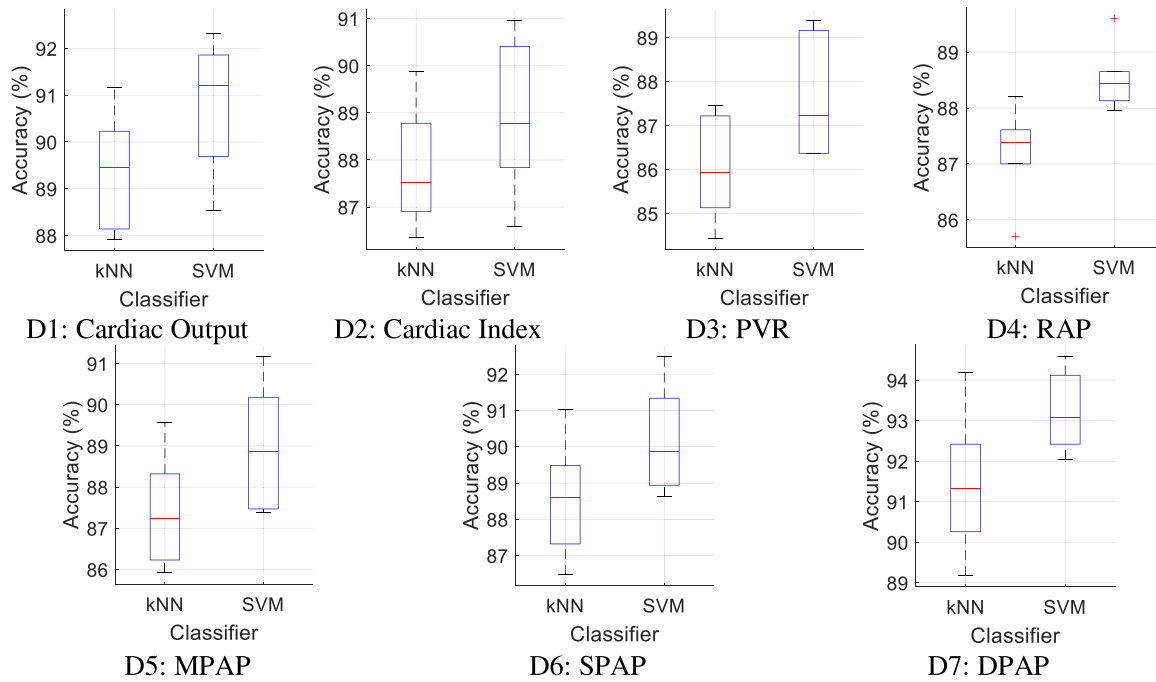 Accuracy (%)
92
91
90
89
88
kNN SVM
Classifier
D1: Cardiac Output
Accuracy (%)
91
90
89
88
87
kNN SVM
Classifier
D2: Cardiac Index
Accuracy (%)
89
88
87
86
85
kNN SVM
Classifier
D3: PVR
Accuracy (%)
89
88
87
86
kNN SVM
Classifier
D4: RAP
Accuracy (%)
91
90
89
88
87
86
kNN SVM
Classifier
D5: MPAP
Accuracy (%)
92
91
90
89
88
87
kNN SVM
Classifier
D6: SPAP
Accuracy (%)
94
93
92
91
90
89
kNN SVM
Classifier
D7: DPAP